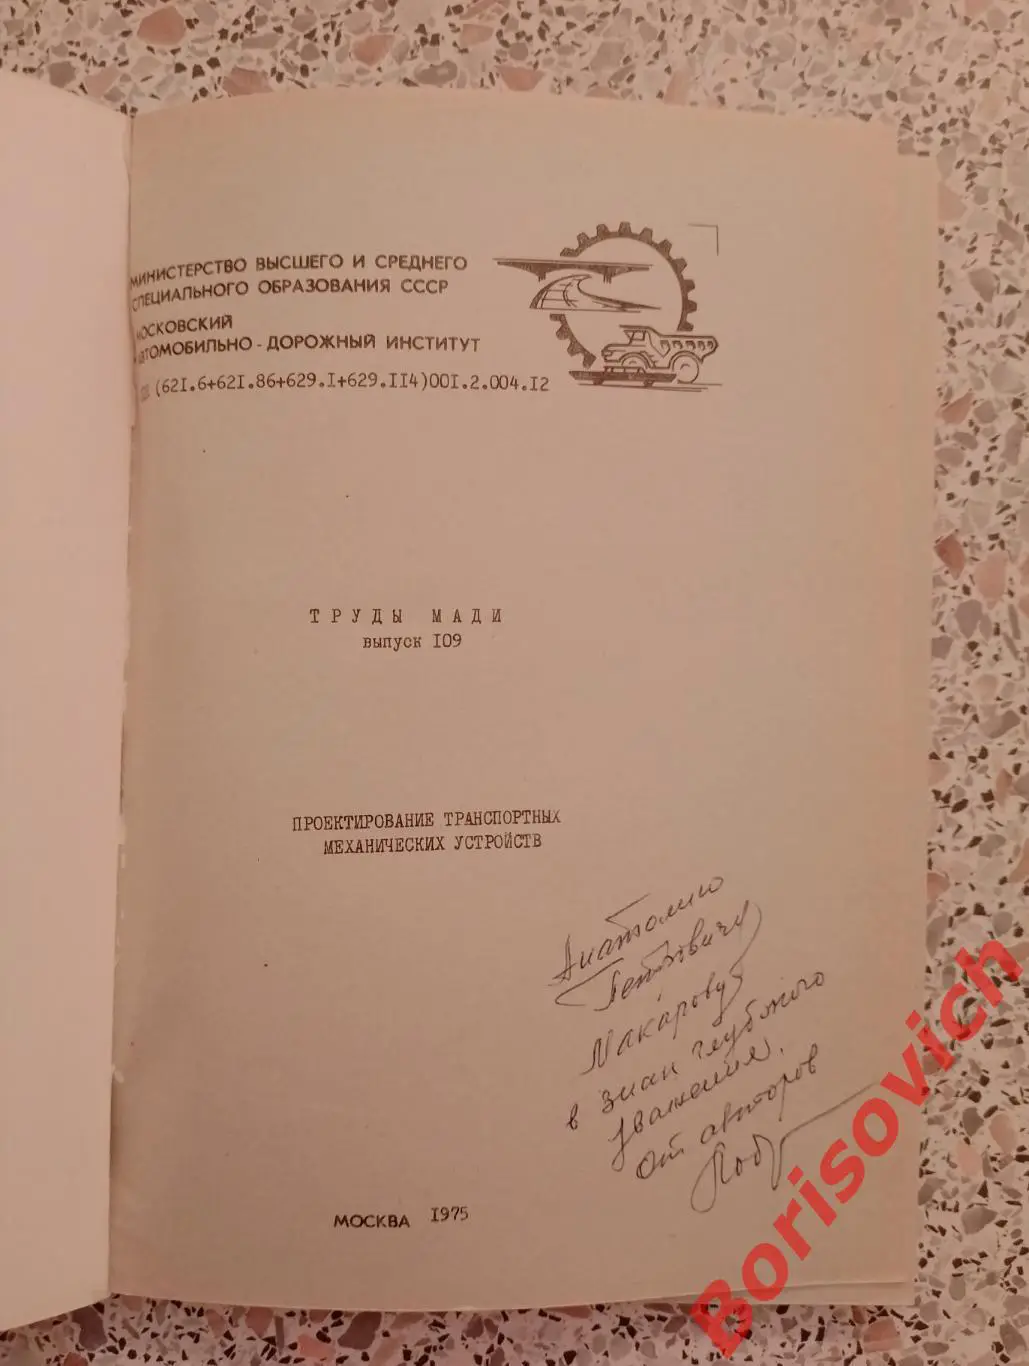 МИНИСТЕРСТВО ВЫСШЕГО И СРЕДНЕГО
СПЕЦИАЛЬНОГО ОБРАЗОВАНИЯ СССР
МОСКОВСКИЙ
АВТОМОБИЛЬНО-ДОРОЖНЫЙ ИНСТИТУТ
(621.6+621.86+629.1+629.114)001.2.004.12
ТРУДЫ МАДИ
выпуск 109
ПРОЕКТИРОВАНИЕ ТРАНСПОРТНЫХ
МЕХАНИЧЕСКИХ УСТРОЙСТВ
Анатолию
Петровичу
Макарову
в знак глубокого
уважения.
От авторов
МОСКВА 1975
Borisovich